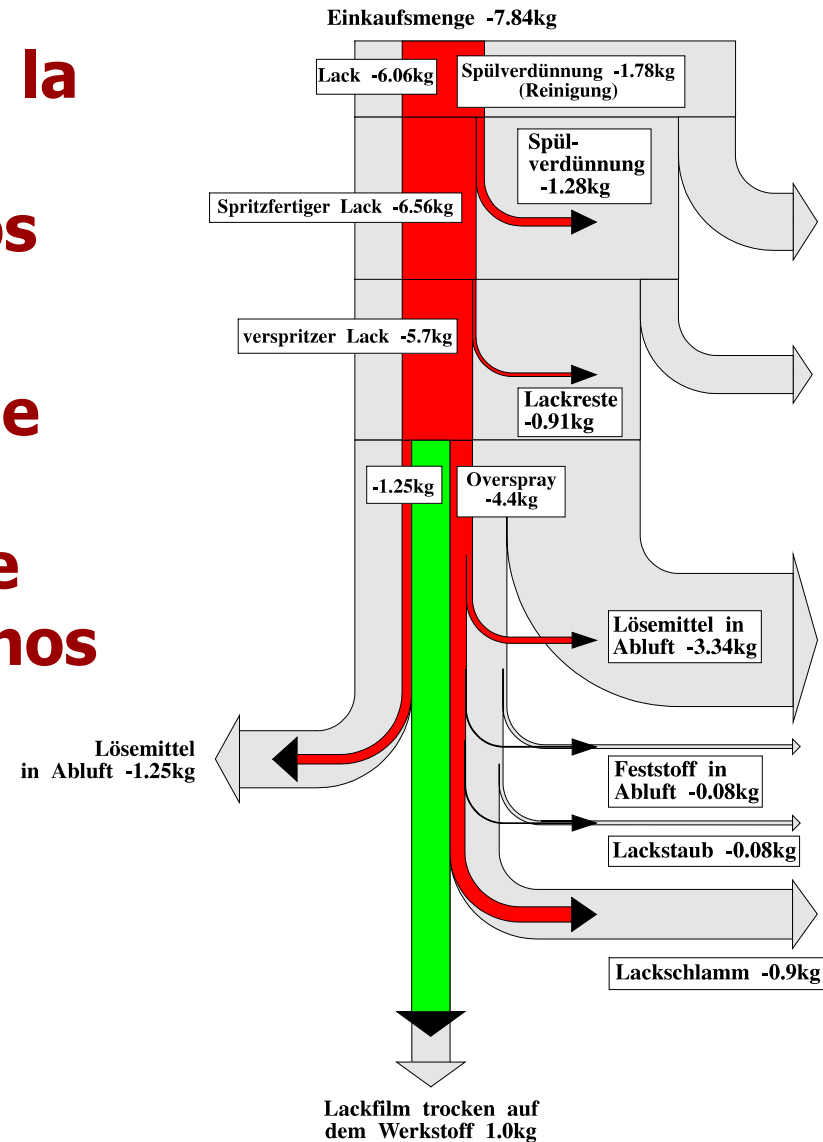 Einkaufsmenge -7.84kg
la
Lack -6.06kg
Spülverdünnung -1.78kg
(Reinigung)
Spül-
verdünnung
-1.28kg
Spritzfertiger Lack -6.56kg
os
verspritzer Lack -5.7kg
Lackreste
-0.91kg
e
-1.25kg
Overspray
-4.4kg
e
nos
Lösemittel in
Abluft -3.34kg
Lösemittel
in Abluft -1.25kg
Feststoff in
Abluft -0.08kg
Lackstaub -0.08kg
Lackschlamm -0.9kg
Lackfilm trocken auf
dem Werkstoff 1.0kg